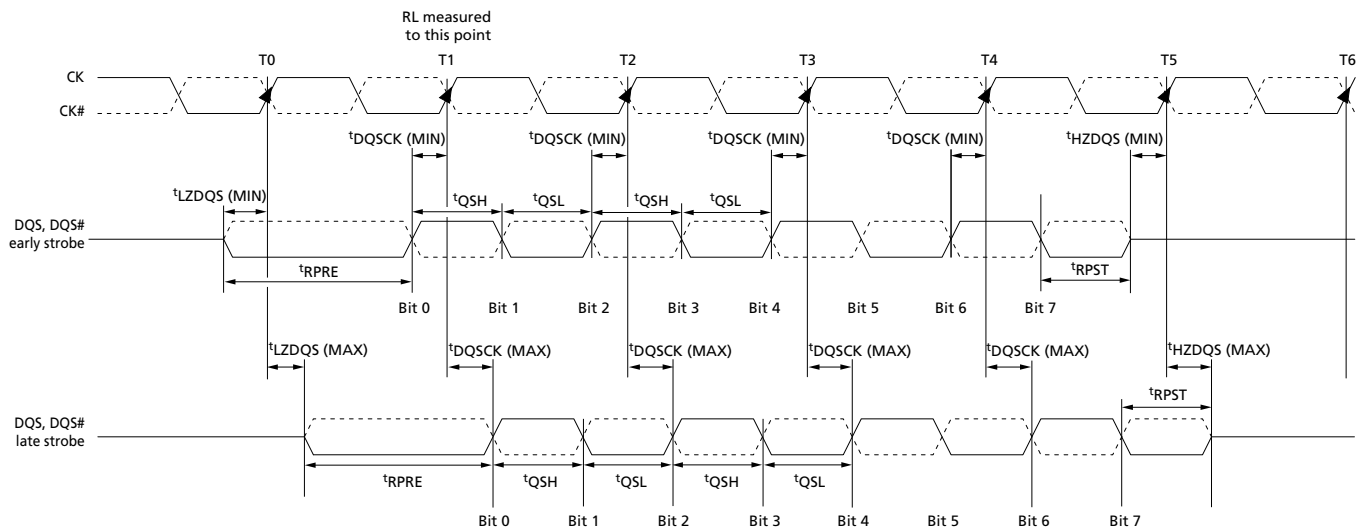 RL measured
to this point
T0 T1 T2 T3 T4 T5 T6
CK
CK#
tDQSCK (MIN) tDQSCK (MIN) tDQSCK (MIN) tDQSCK (MIN) tHZDQS (MIN)
tLZDQS (MIN)
tQSH tQSL tQSH tQSL
DQS, DQS#
early strobe
tRPRE tRPST
Bit 0 Bit 1 Bit 2 Bit 3 Bit 4 Bit 5 Bit 6 Bit 7
tLZDQS (MAX) tDQSCK (MAX) tDQSCK (MAX) tDQSCK (MAX) tDQSCK (MAX) tHZDQS (MAX)
tRPST
DQS, DQS#
late strobe
tRPRE tQSH tQSL tQSH tQSL
Bit 0 Bit 1 Bit 2 Bit 3 Bit 4 Bit 5 Bit 6 Bit 7